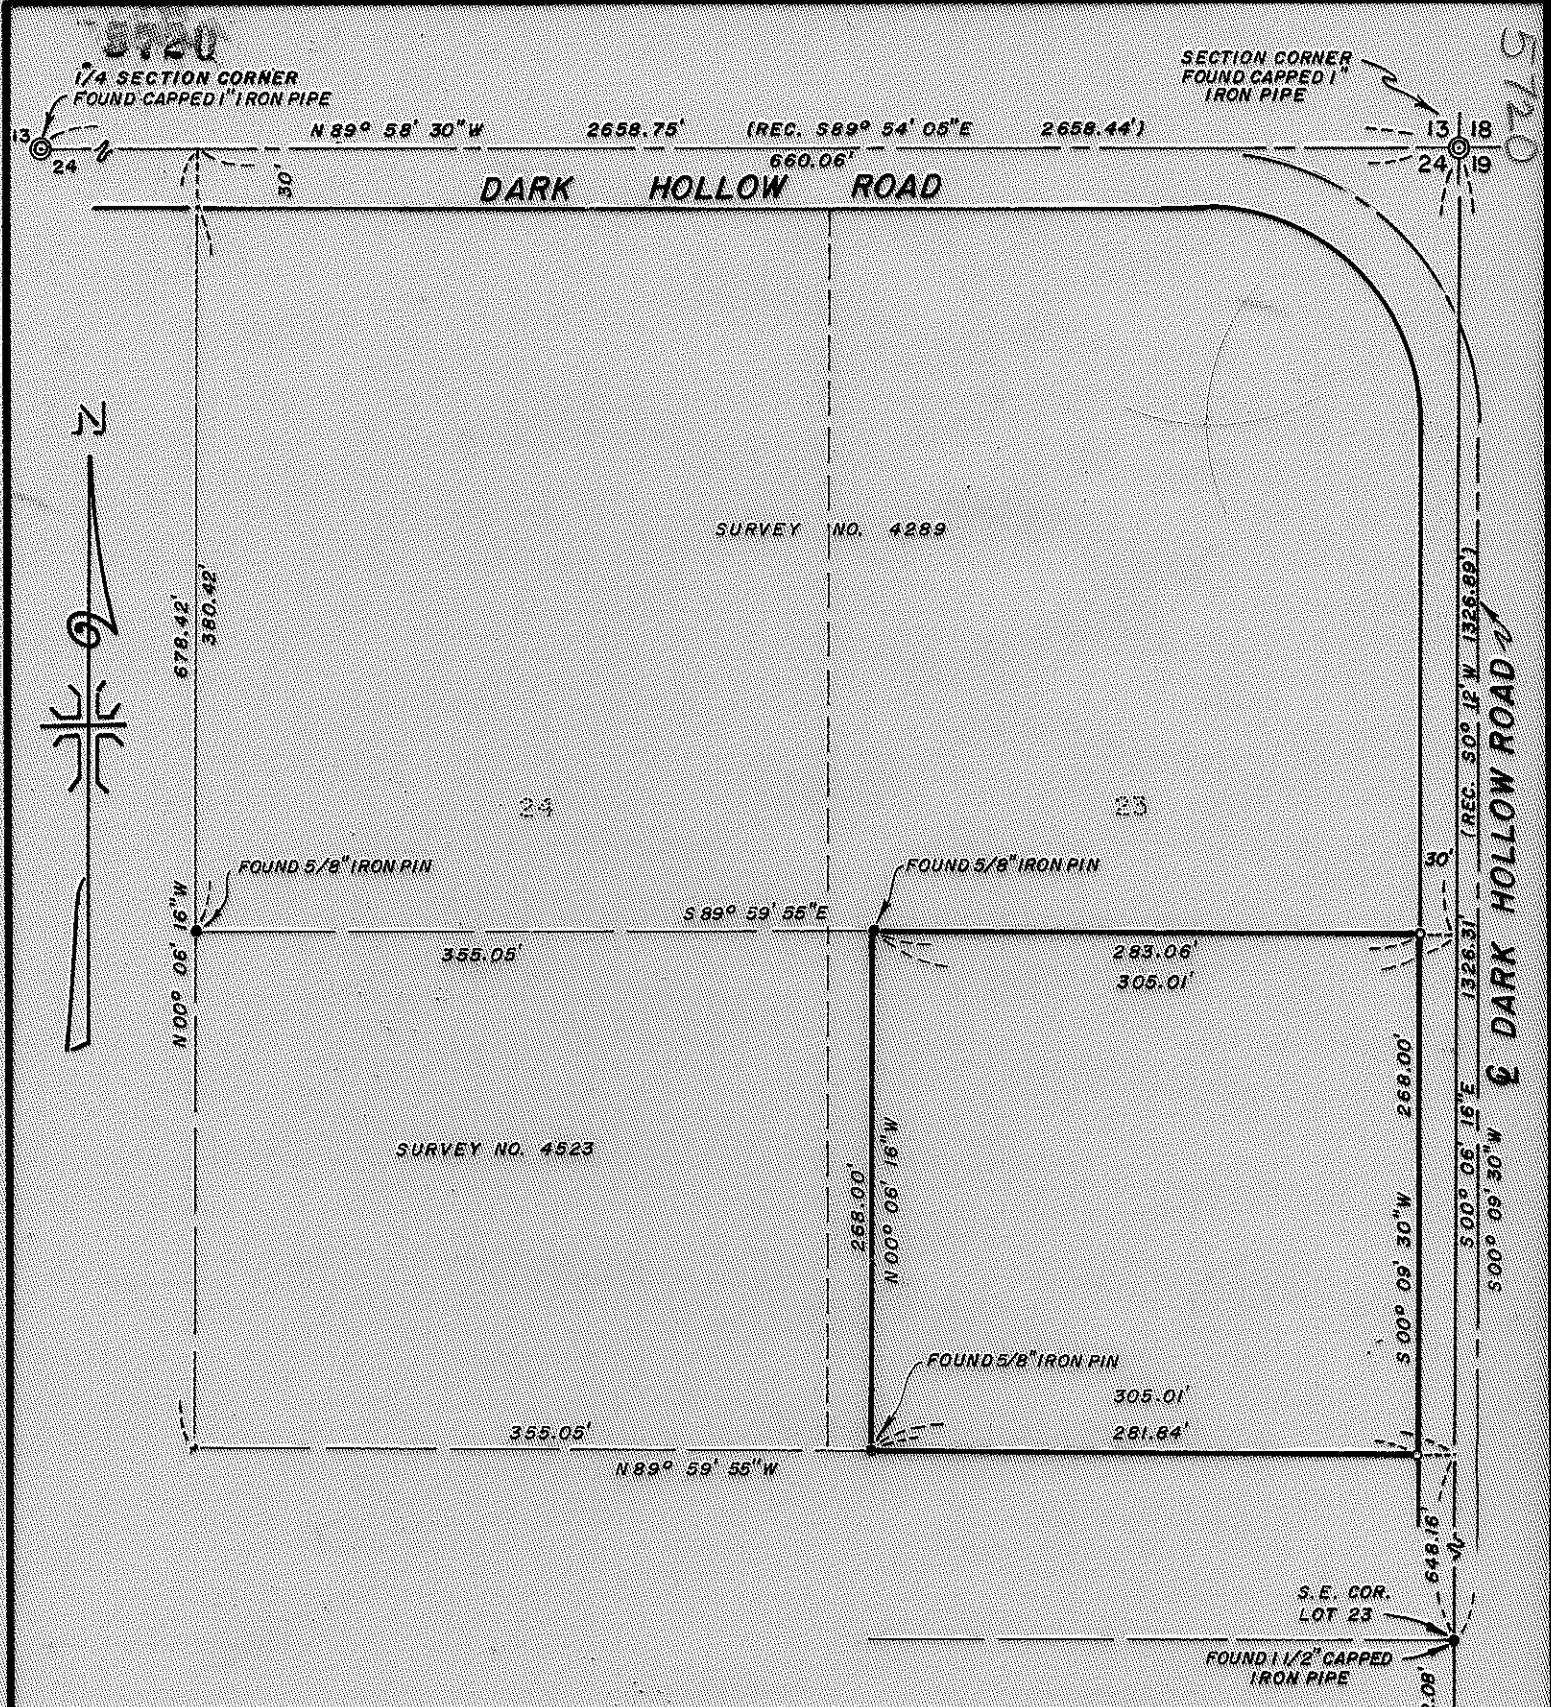 5720
1/4 SECTION CORNER
FOUND CAPPED 1" IRON PIPE
SECTION CORNER
FOUND CAPPED 1"
IRON PIPE
5720
13
24
N 89° 58' 30" W 2658.75' (REC. S89° 54' 05"E 2658.44')
660.06'
13 18
24 19
30'
DARK HOLLOW ROAD
N
SURVEY NO. 4289
678.42'
380.42'
(REC. S0° 12' W 1326.89')
℄ DARK HOLLOW ROAD
24
23
30'
FOUND 5/8" IRON PIN
FOUND 5/8" IRON PIN
N 00° 06' 16" W
S 89° 59' 55" E
355.05'
283.06'
305.01'
1326.31'
268.00'
S 00° 06' 16" E
S 00° 09' 30" W
SURVEY NO. 4523
268.00'
N 00° 06' 16" W
S 00° 09' 30" W
FOUND 5/8" IRON PIN
305.01'
355.05'
281.84'
N 89° 59' 55" W
648.16'
S.E. COR.
LOT 23
FOUND 1 1/2" CAPPED
IRON PIPE